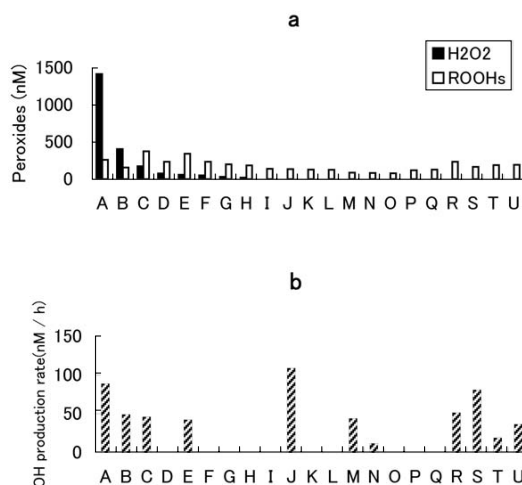 a
H2O2
ROOHs
Peroxides (nM)
1500
1000
500
0
A B C D E F G H I J K L M N O P Q R S T U
b
OH production rate(nM / h)
150
100
50
0
A B C D E F G H I J K L M N O P Q R S T U